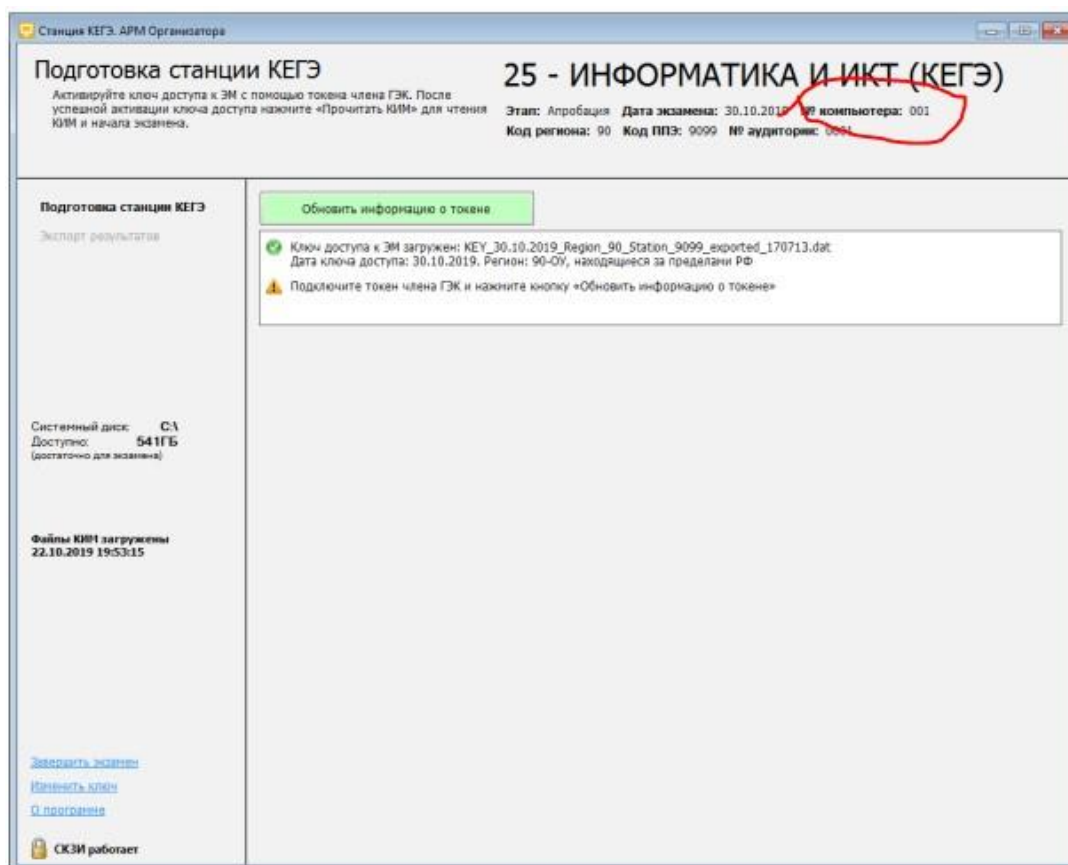 Станция КЕГЭ. АРМ Организатора
Подготовка станции КЕГЭ
Активируйте ключ доступа к ЭМ с помощью токена члена ГЭК. После
успешной активации ключа доступа нажмите «Прочитать КИМ» для чтения
КИМ и начала экзамена.
25 - ИНФОРМАТИКА И ИКТ (КЕГЭ)
Этап: Апробация Дата экзамена: 30.10.2019 № компьютера: 001
Код региона: 90 Код ППЭ: 9099 № аудитории: 0001
Подготовка станции КЕГЭ
Экспорт результатов
Обновить информацию о токене
Ключ доступа к ЭМ загружен: KEY_30.10.2019_Region_90_Station_9099_exported_170713.dat
Дата ключа доступа: 30.10.2019. Регион: 90-ОУ, находящиеся за пределами РФ
Подключите токен члена ГЭК и нажмите кнопку «Обновить информацию о токене»
Системный диск: C:\
Доступно: 541ГБ
(достаточно для экзамена)
Файлы КИМ загружены
22.10.2019 19:53:15
Завершить экзамен
Изменить ключ
О программе
СКЗИ работает